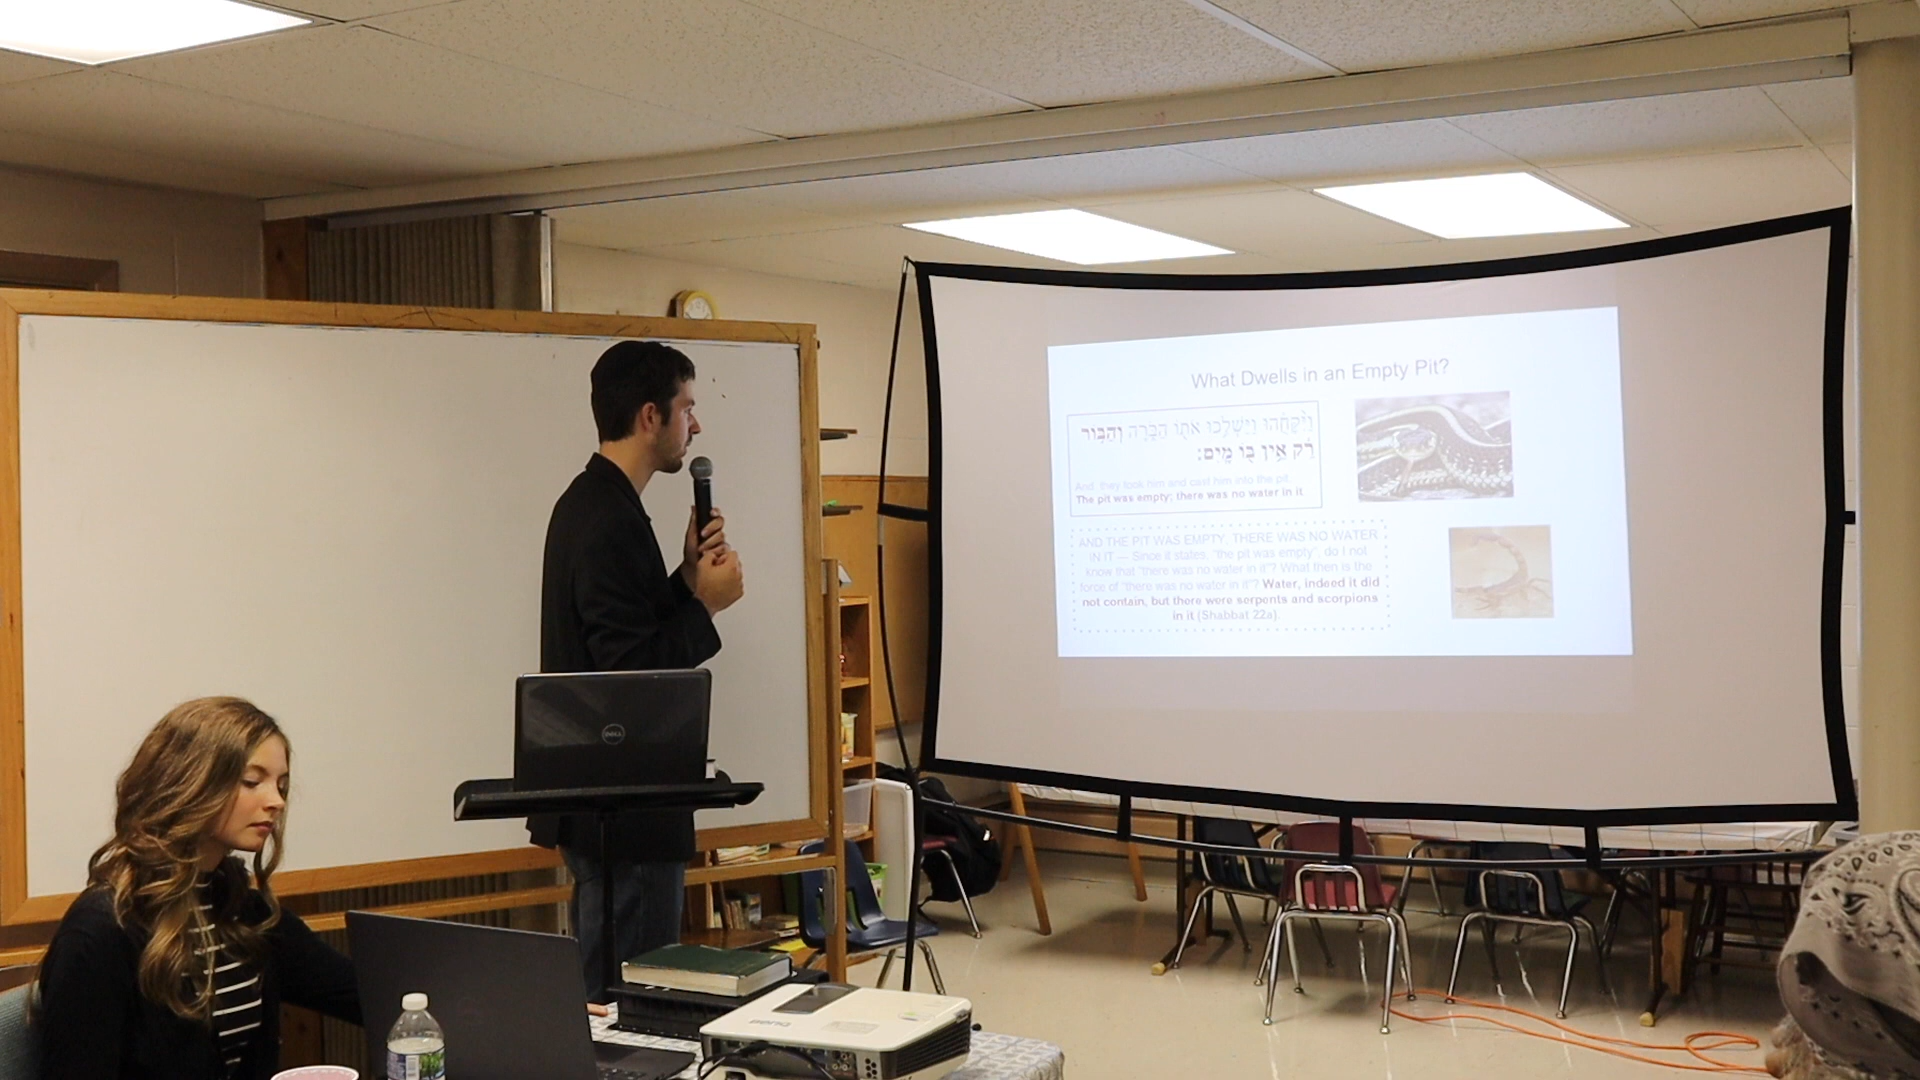 What Dwells in an Empty Pit?
וַיִּ֨קָּחֻ֔הוּ וַיַּשְׁלִ֥כוּ אֹת֖וֹ הַבֹּ֑רָה וְהַבּ֣וֹר
רֵ֔ק אֵ֥ין בּ֖וֹ מָֽיִם׃
And they took him and cast him into the pit.
The pit was empty; there was no water in it
AND THE PIT WAS EMPTY, THERE WAS NO WATER
IN IT — Since it states, "the pit was empty", do I not
know that "there was no water in it"? What then is the
force of "there was no water in it"? Water, indeed it did
not contain, but there were serpents and scorpions
in it (Shabbat 22a).
DELL
BenQ